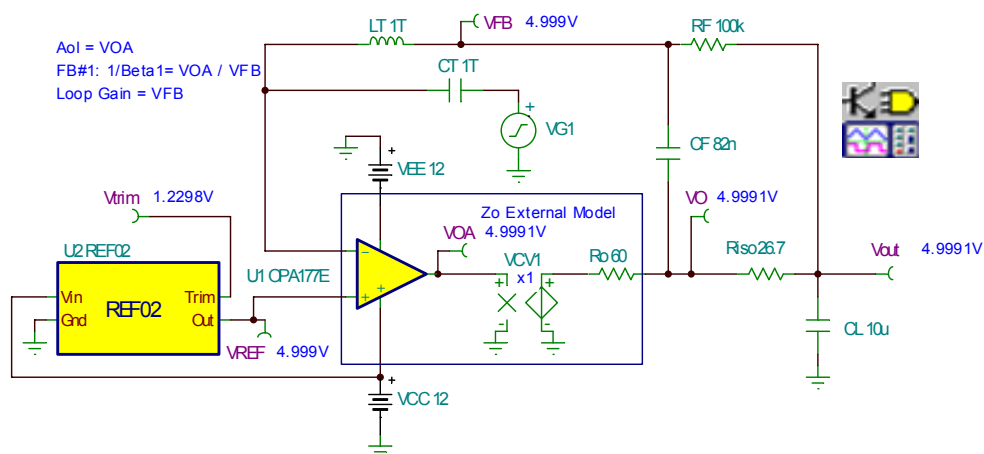 LT 1T
VFB 4.999V
RF 100k
Aol = VOA
FB#1: 1/Beta1= VOA / VFB
Loop Gain = VFB
CT 1T
+
VG1
CF 82n
+
VEE 12
Vtrim 1.2298V
Zo External Model
VOA 4.9991V
VO 4.9991V
U2 REF02
U1 OPA177E
VCV1
x1
Ro 60
Riso 26.7
Vout 4.9991V
Vin
Trim
REF02
Gnd
Out
-
+
+
+
-
+
-
CL 10u
VREF 4.999V
+
VCC 12